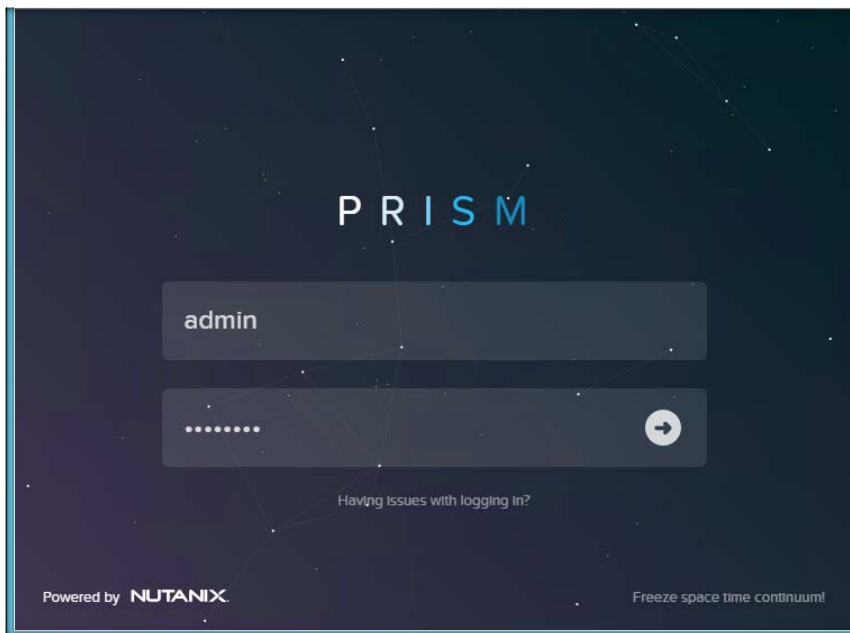 PRISM
admin
••••••••
Having issues with logging in?
Powered by NUTANIX.
Freeze space time continuum!